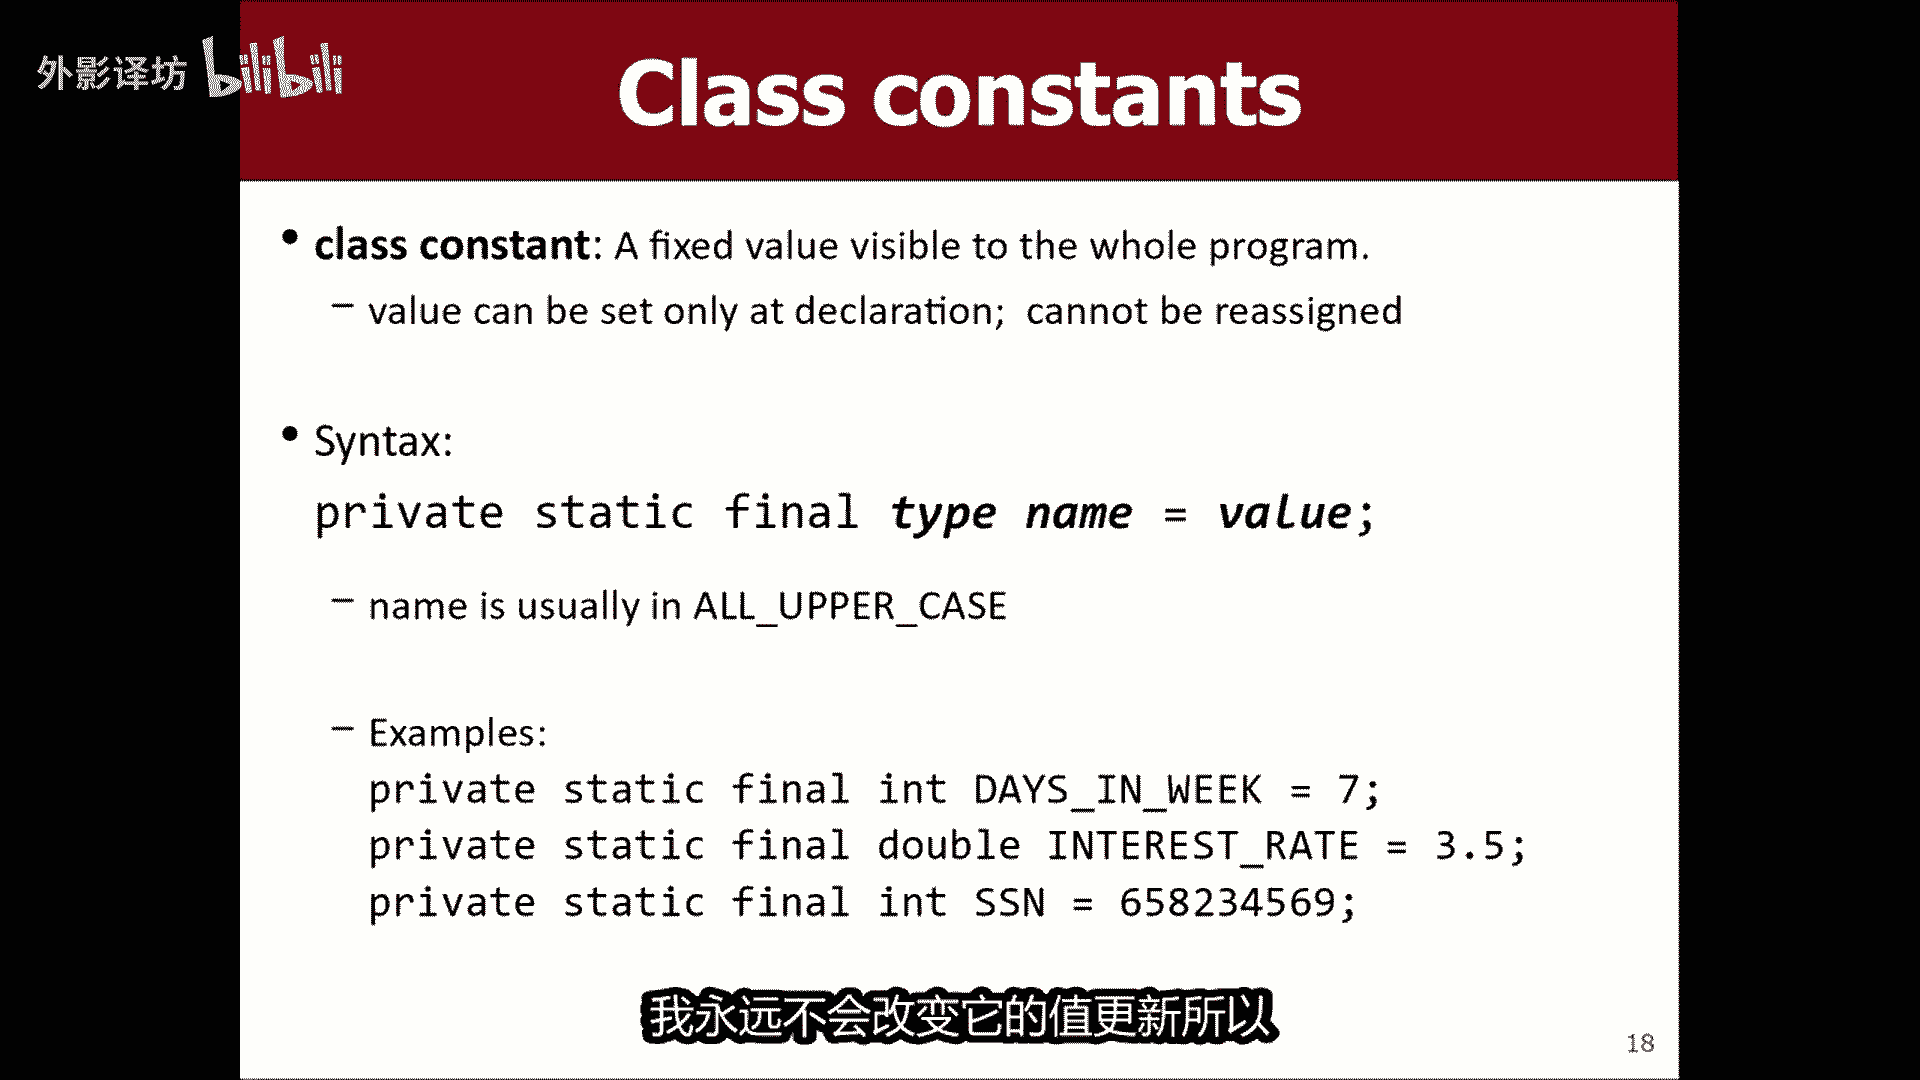 外影译坊 bilibili
Class constants
• class constant: A fixed value visible to the whole program.
– value can be set only at declaration; cannot be reassigned
• Syntax:
private static final type name = value;
– name is usually in ALL_UPPER_CASE
– Examples:
private static final int DAYS_IN_WEEK = 7;
private static final double INTEREST_RATE = 3.5;
private static final int SSN = 658234569;
我永远不会改变它的值更新所以
18